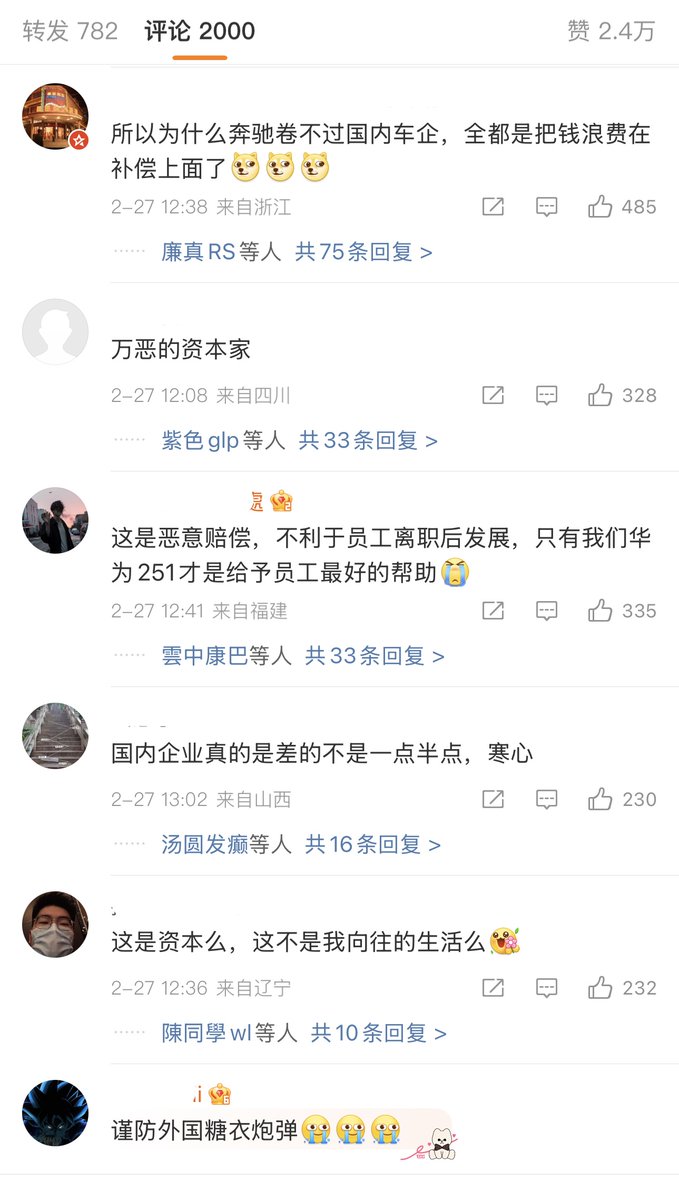 转发 782 评论 2000 赞 2.4万
所以为什么奔驰卷不过国内车企，全都是把钱浪费在
补偿上面了
2-27 12:38 来自浙江 485
······ 廉真RS等人 共75条回复 >
万恶的资本家
2-27 12:08 来自四川 328
······ 紫色glp等人 共33条回复 >
这是恶意赔偿，不利于员工离职后发展，只有我们华
为251才是给予员工最好的帮助
2-27 12:41 来自福建 335
······ 雲中康巴等人 共33条回复 >
国内企业真的是差的不是一点半点，寒心
2-27 13:02 来自山西 230
······ 汤圆发癫等人 共16条回复 >
这是资本么，这不是我向往的生活么
2-27 12:36 来自辽宁 232
······ 陳同學wl等人 共10条回复 >
谨防外国糖衣炮弹